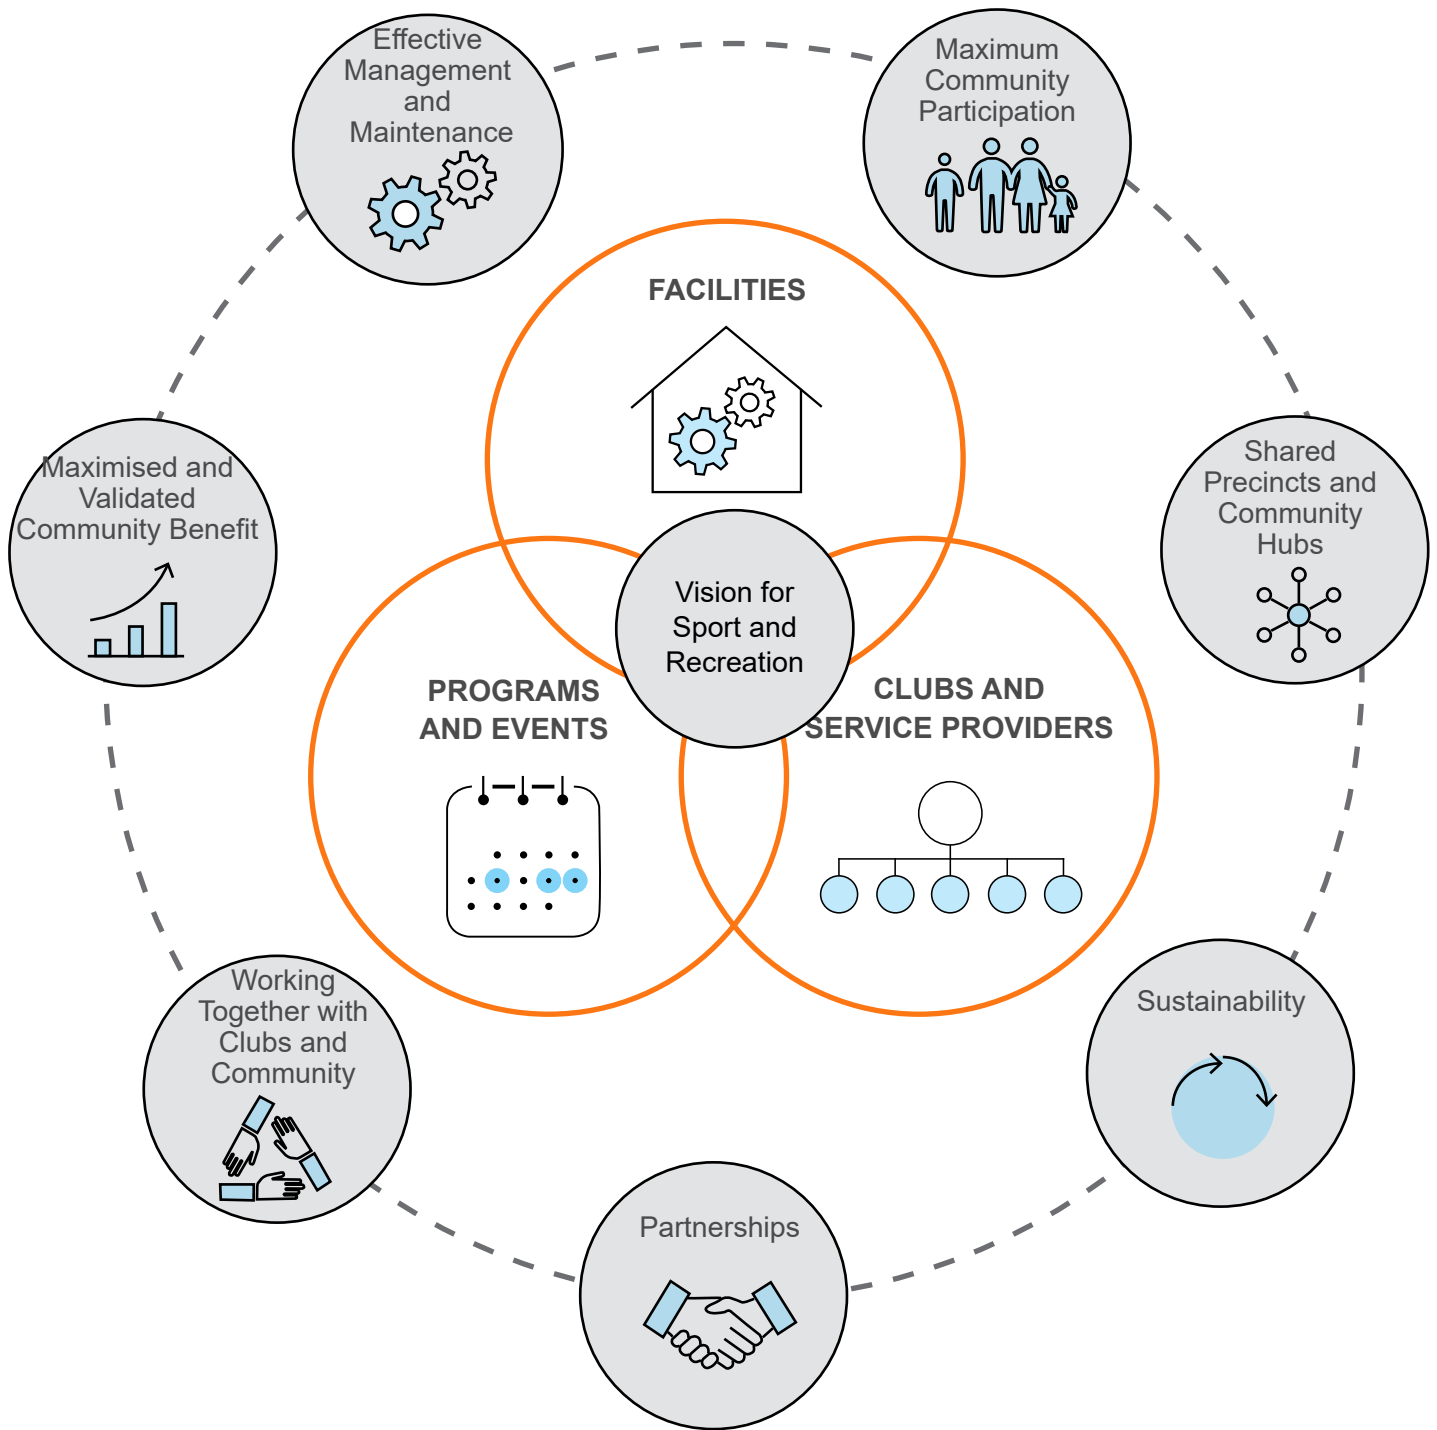 Effective
Management
and
Maintenance
Maximum
Community
Participation
FACILITIES
Maximised and
Validated
Community Benefit
Shared
Precincts and
Community
Hubs
Vision for
Sport and
Recreation
PROGRAMS
AND EVENTS
CLUBS AND
SERVICE PROVIDERS
Working
Together with
Clubs and
Community
Sustainability
Partnerships